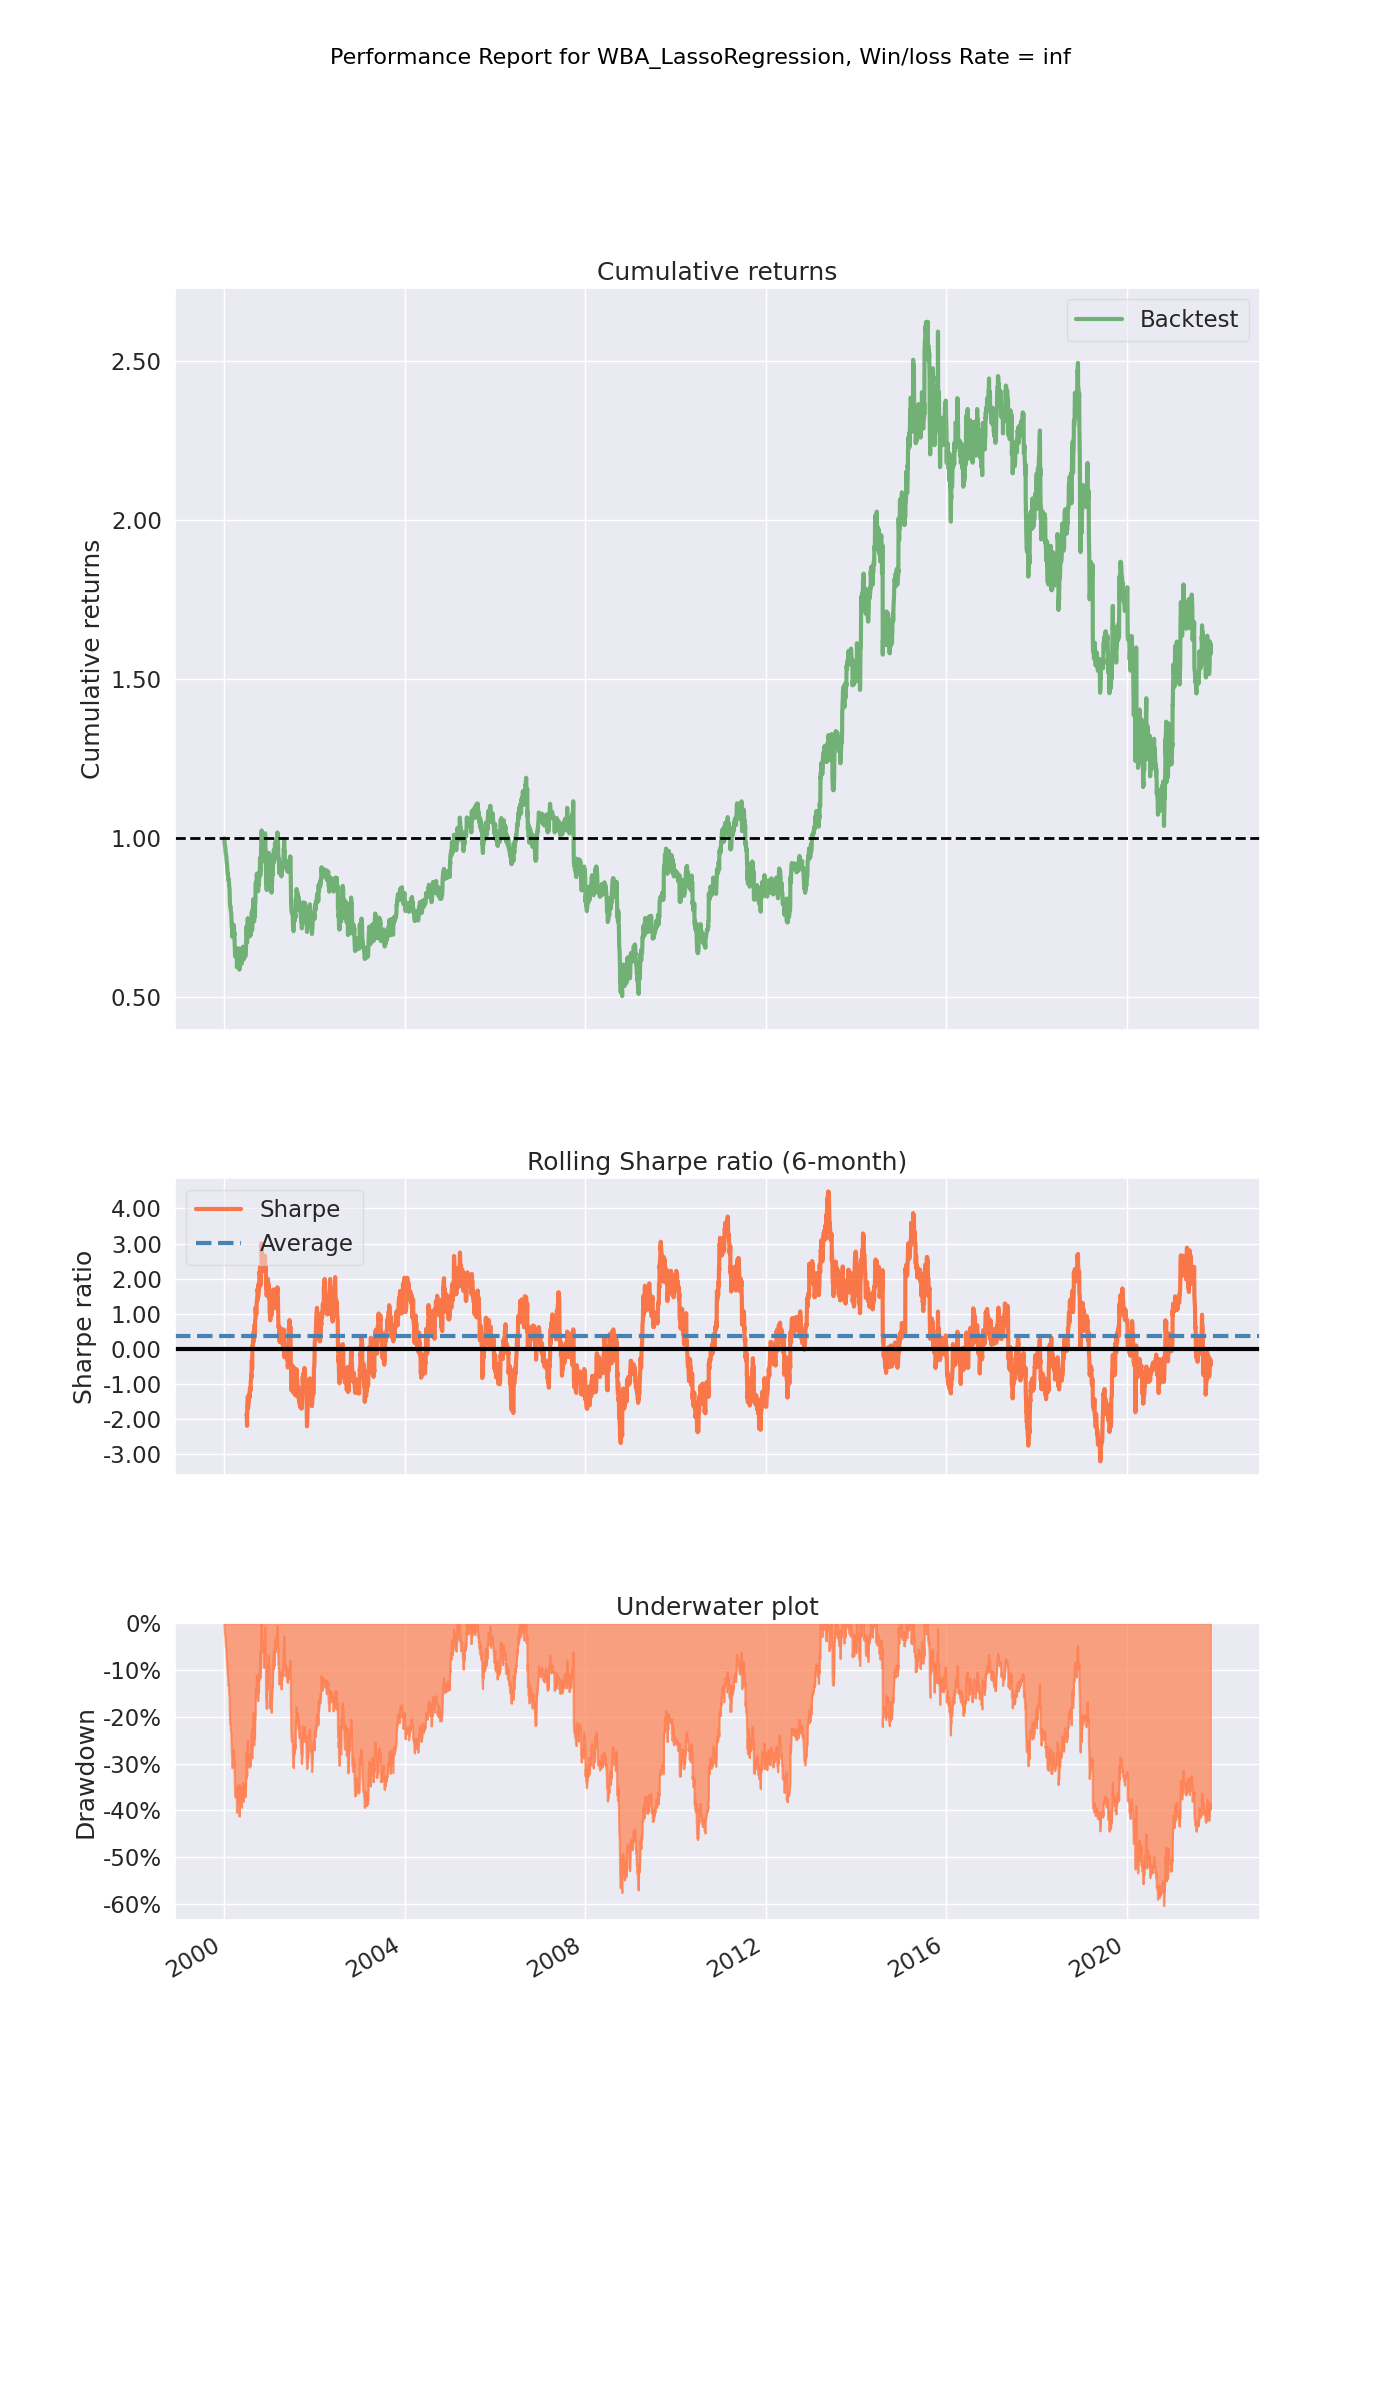 Performance Report for WBA_LassoRegression, Win/loss Rate = inf
Cumulative returns
Backtest
Cumulative returns
2.50
2.00
1.50
1.00
0.50
Rolling Sharpe ratio (6-month)
Sharpe
Average
Sharpe ratio
4.00
3.00
2.00
1.00
0.00
-1.00
-2.00
-3.00
Underwater plot
Drawdown
0%
-10%
-20%
-30%
-40%
-50%
-60%
2000
2004
2008
2012
2016
2020